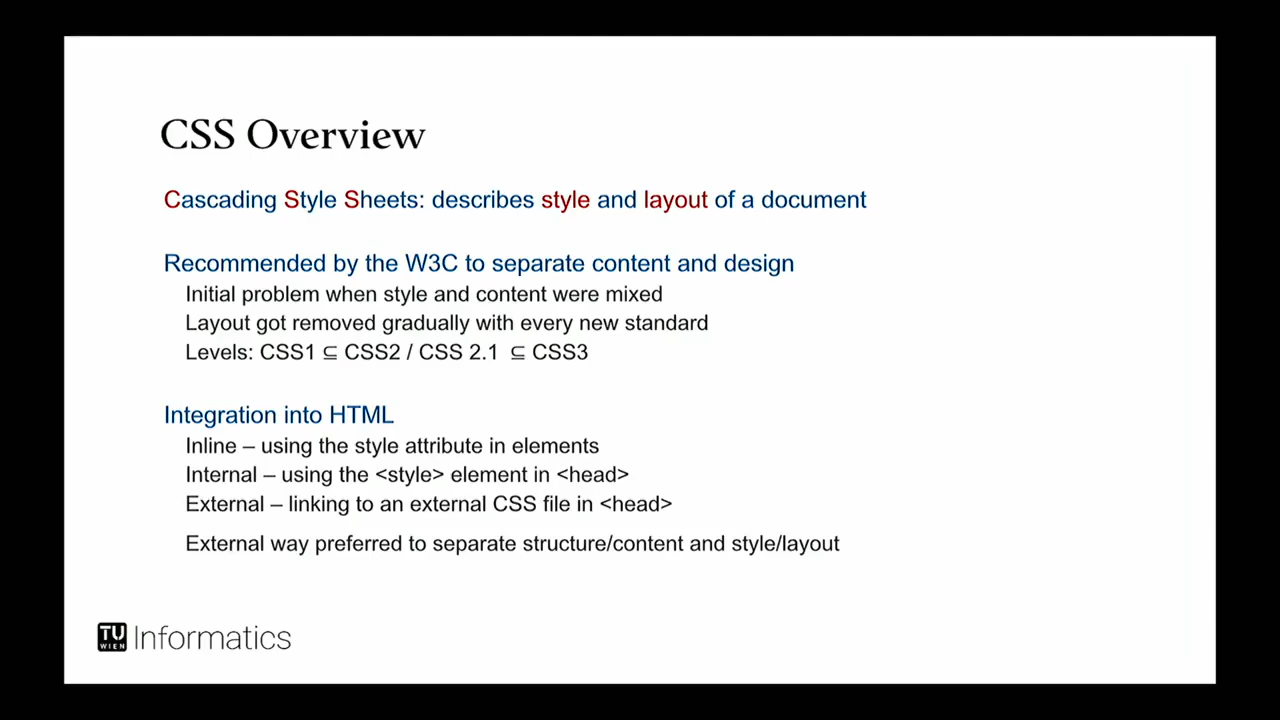 CSS Overview
Cascading Style Sheets: describes style and layout of a document
Recommended by the W3C to separate content and design
Initial problem when style and content were mixed
Layout got removed gradually with every new standard
Levels: CSS1 ⊆ CSS2 / CSS 2.1 ⊆ CSS3
Integration into HTML
Inline – using the style attribute in elements
Internal – using the <style> element in <head>
External – linking to an external CSS file in <head>
External way preferred to separate structure/content and style/layout
TU
WIEN
Informatics